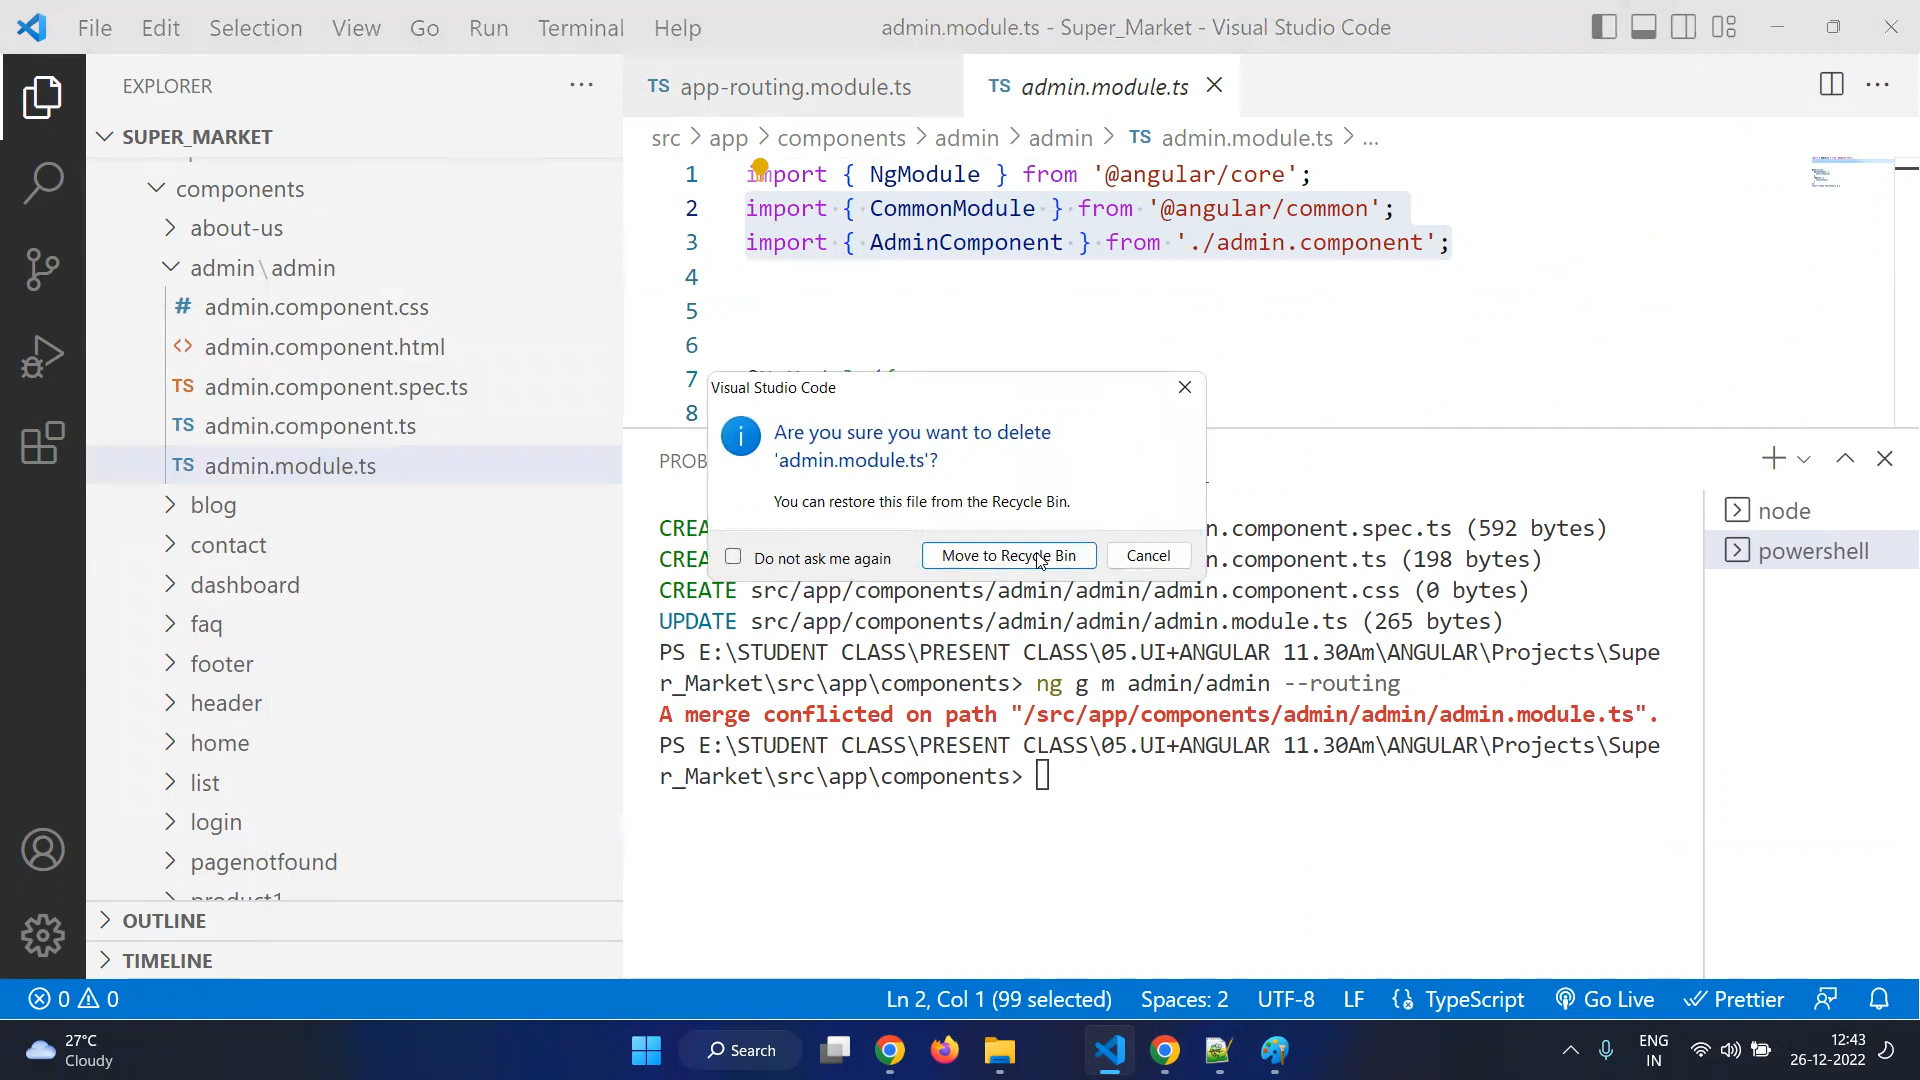 File Edit Selection View Go Run Terminal Help
admin.module.ts - Super_Market - Visual Studio Code
EXPLORER
SUPER_MARKET
components
about-us
admin\admin
# admin.component.css
<> admin.component.html
TS admin.component.spec.ts
TS admin.component.ts
TS admin.module.ts
blog
contact
dashboard
faq
footer
header
home
list
login
pagenotfound
product1
OUTLINE
TIMELINE
TS app-routing.module.ts
TS admin.module.ts
src > app > components > admin > admin > TS admin.module.ts > ...
1 import { NgModule } from '@angular/core';
2 import { CommonModule } from '@angular/common';
3 import { AdminComponent } from './admin.component';
4
5
6
7
8
Visual Studio Code
Are you sure you want to delete
'admin.module.ts'?
You can restore this file from the Recycle Bin.
Do not ask me again
Move to Recycle Bin
Cancel
PROB
CREA n.component.spec.ts (592 bytes)
CREA n.component.ts (198 bytes)
CREATE src/app/components/admin/admin/admin.component.css (0 bytes)
UPDATE src/app/components/admin/admin/admin.module.ts (265 bytes)
PS E:\STUDENT CLASS\PRESENT CLASS\05.UI+ANGULAR 11.30Am\ANGULAR\Projects\Supe
r_Market\src\app\components> ng g m admin/admin --routing
A merge conflicted on path "/src/app/components/admin/admin/admin.module.ts".
PS E:\STUDENT CLASS\PRESENT CLASS\05.UI+ANGULAR 11.30Am\ANGULAR\Projects\Supe
r_Market\src\app\components>
node
powershell
0 0
Ln 2, Col 1 (99 selected) Spaces: 2 UTF-8 LF TypeScript Go Live Prettier
27°C
Cloudy
Search
ENG
IN
12:43
26-12-2022